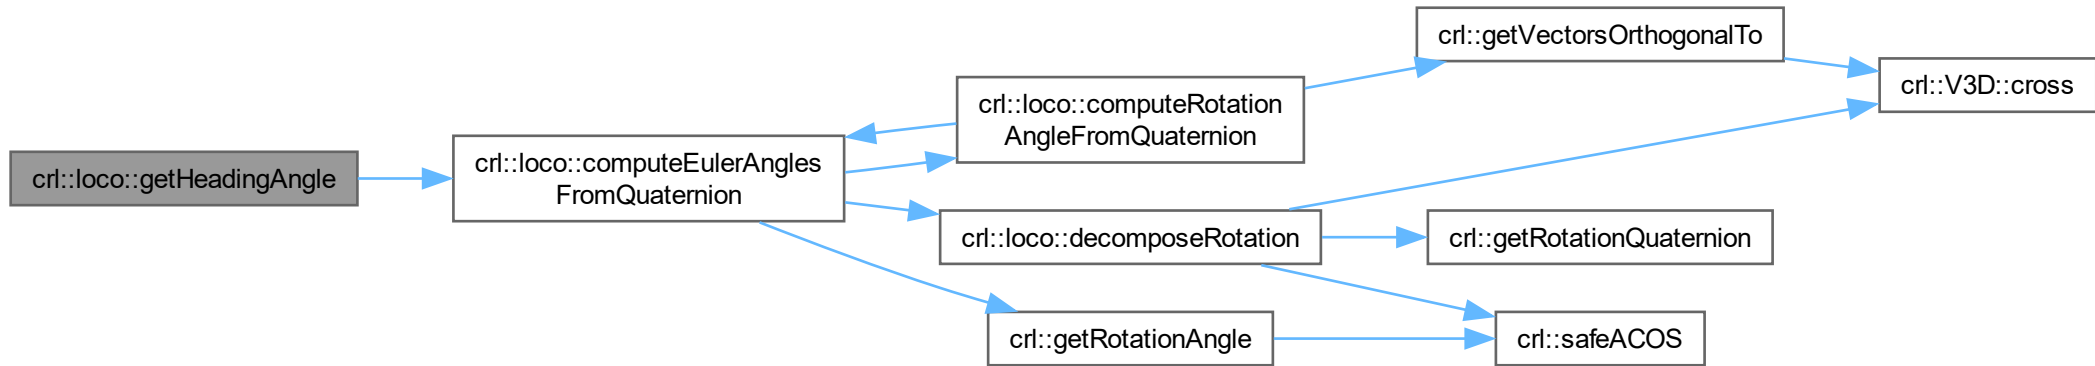 crl::loco::getHeadingAngle
crl::loco::computeEulerAngles
FromQuaternion
crl::loco::computeRotation
AngleFromQuaternion
crl::loco::decomposeRotation
crl::getRotationAngle
crl::getVectorsOrthogonalTo
crl::getRotationQuaternion
crl::safeACOS
crl::V3D::cross